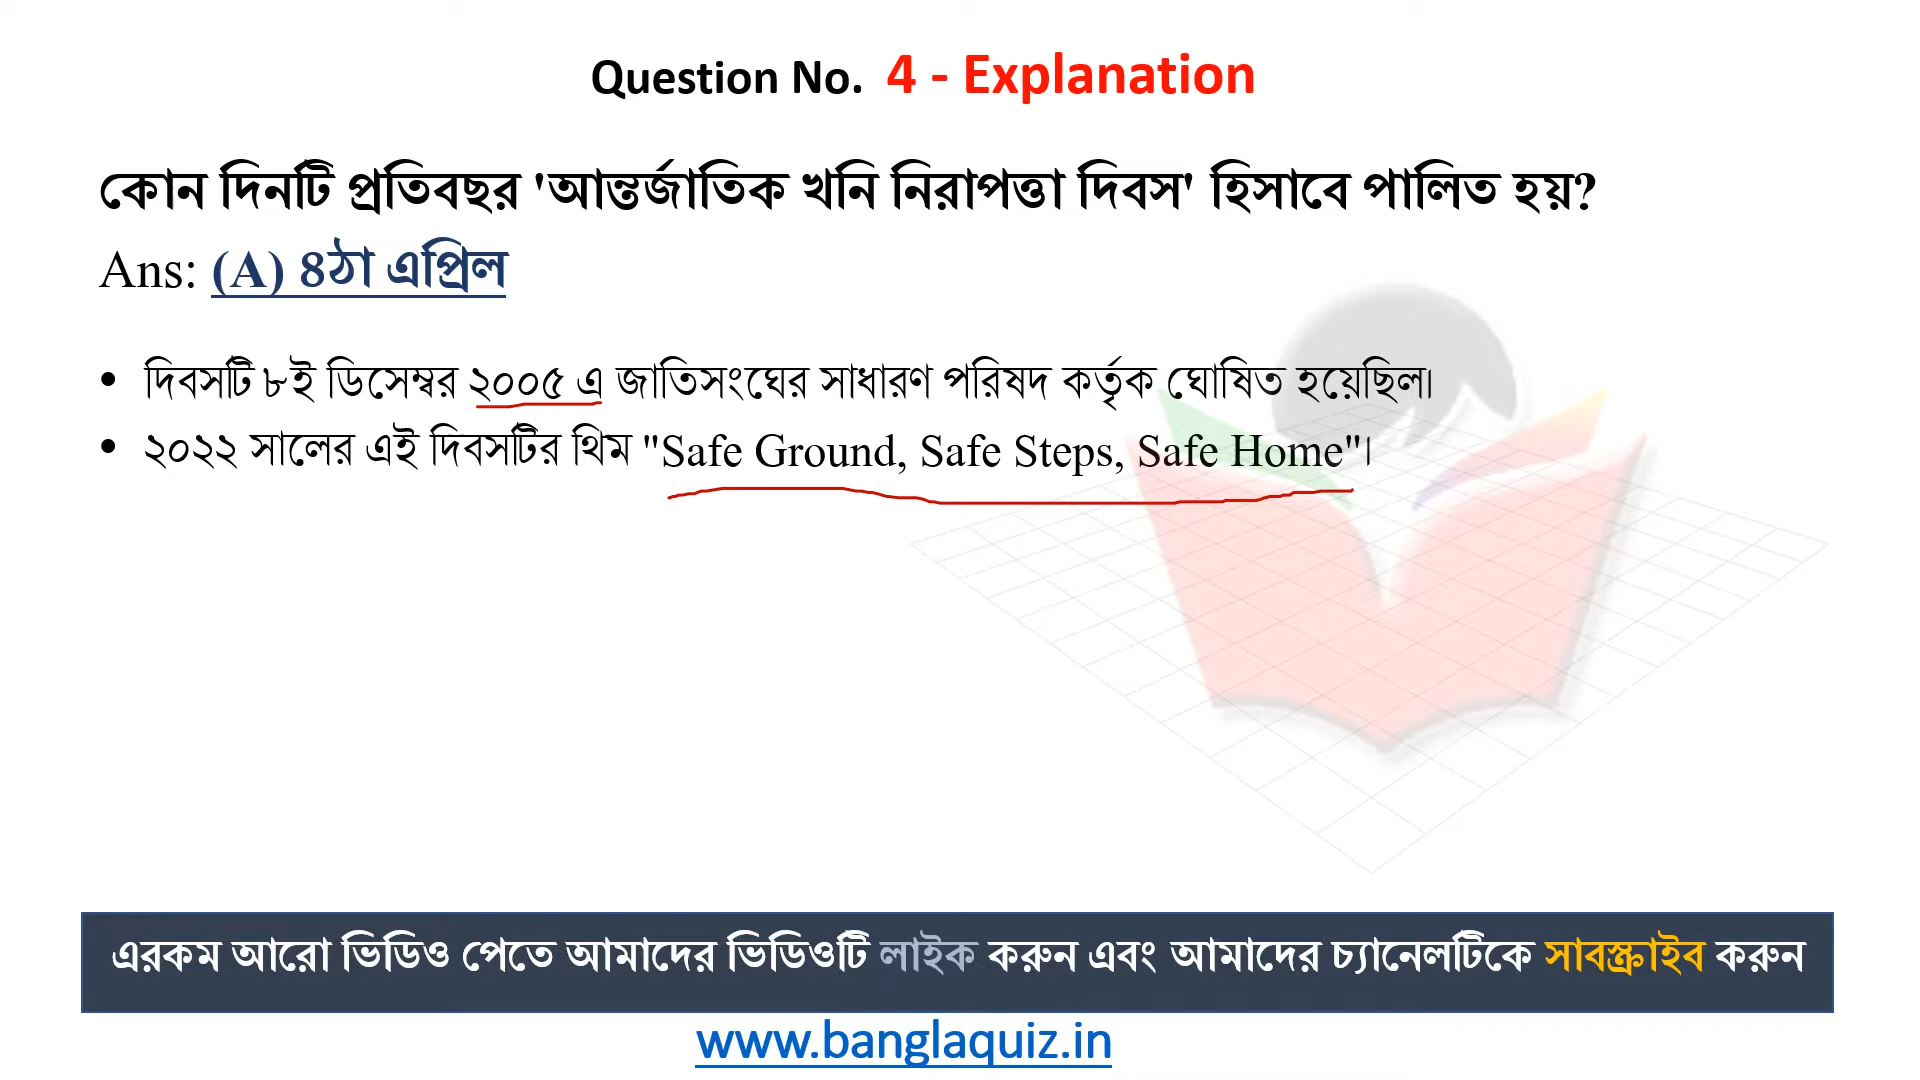 Question No. 4 - Explanation
কোন দিনটি প্রতিবছর 'আন্তর্জাতিক খনি নিরাপত্তা দিবস' হিসাবে পালিত হয়?
Ans: (A) 8ঠা এপ্রিল
• দিবসটি ৮ই ডিসেম্বর ২০০৫ এ জাতিসংঘের সাধারণ পরিষদ কর্তৃক ঘোষিত হয়েছিল।
• ২০২২ সালের এই দিবসটির থিম "Safe Ground, Safe Steps, Safe Home"।
এরকম আরো ভিডিও পেতে আমাদের ভিডিওটি লাইক করুন এবং আমাদের চ্যানেলটিকে সাবস্ক্রাইব করুন
www.banglaquiz.in